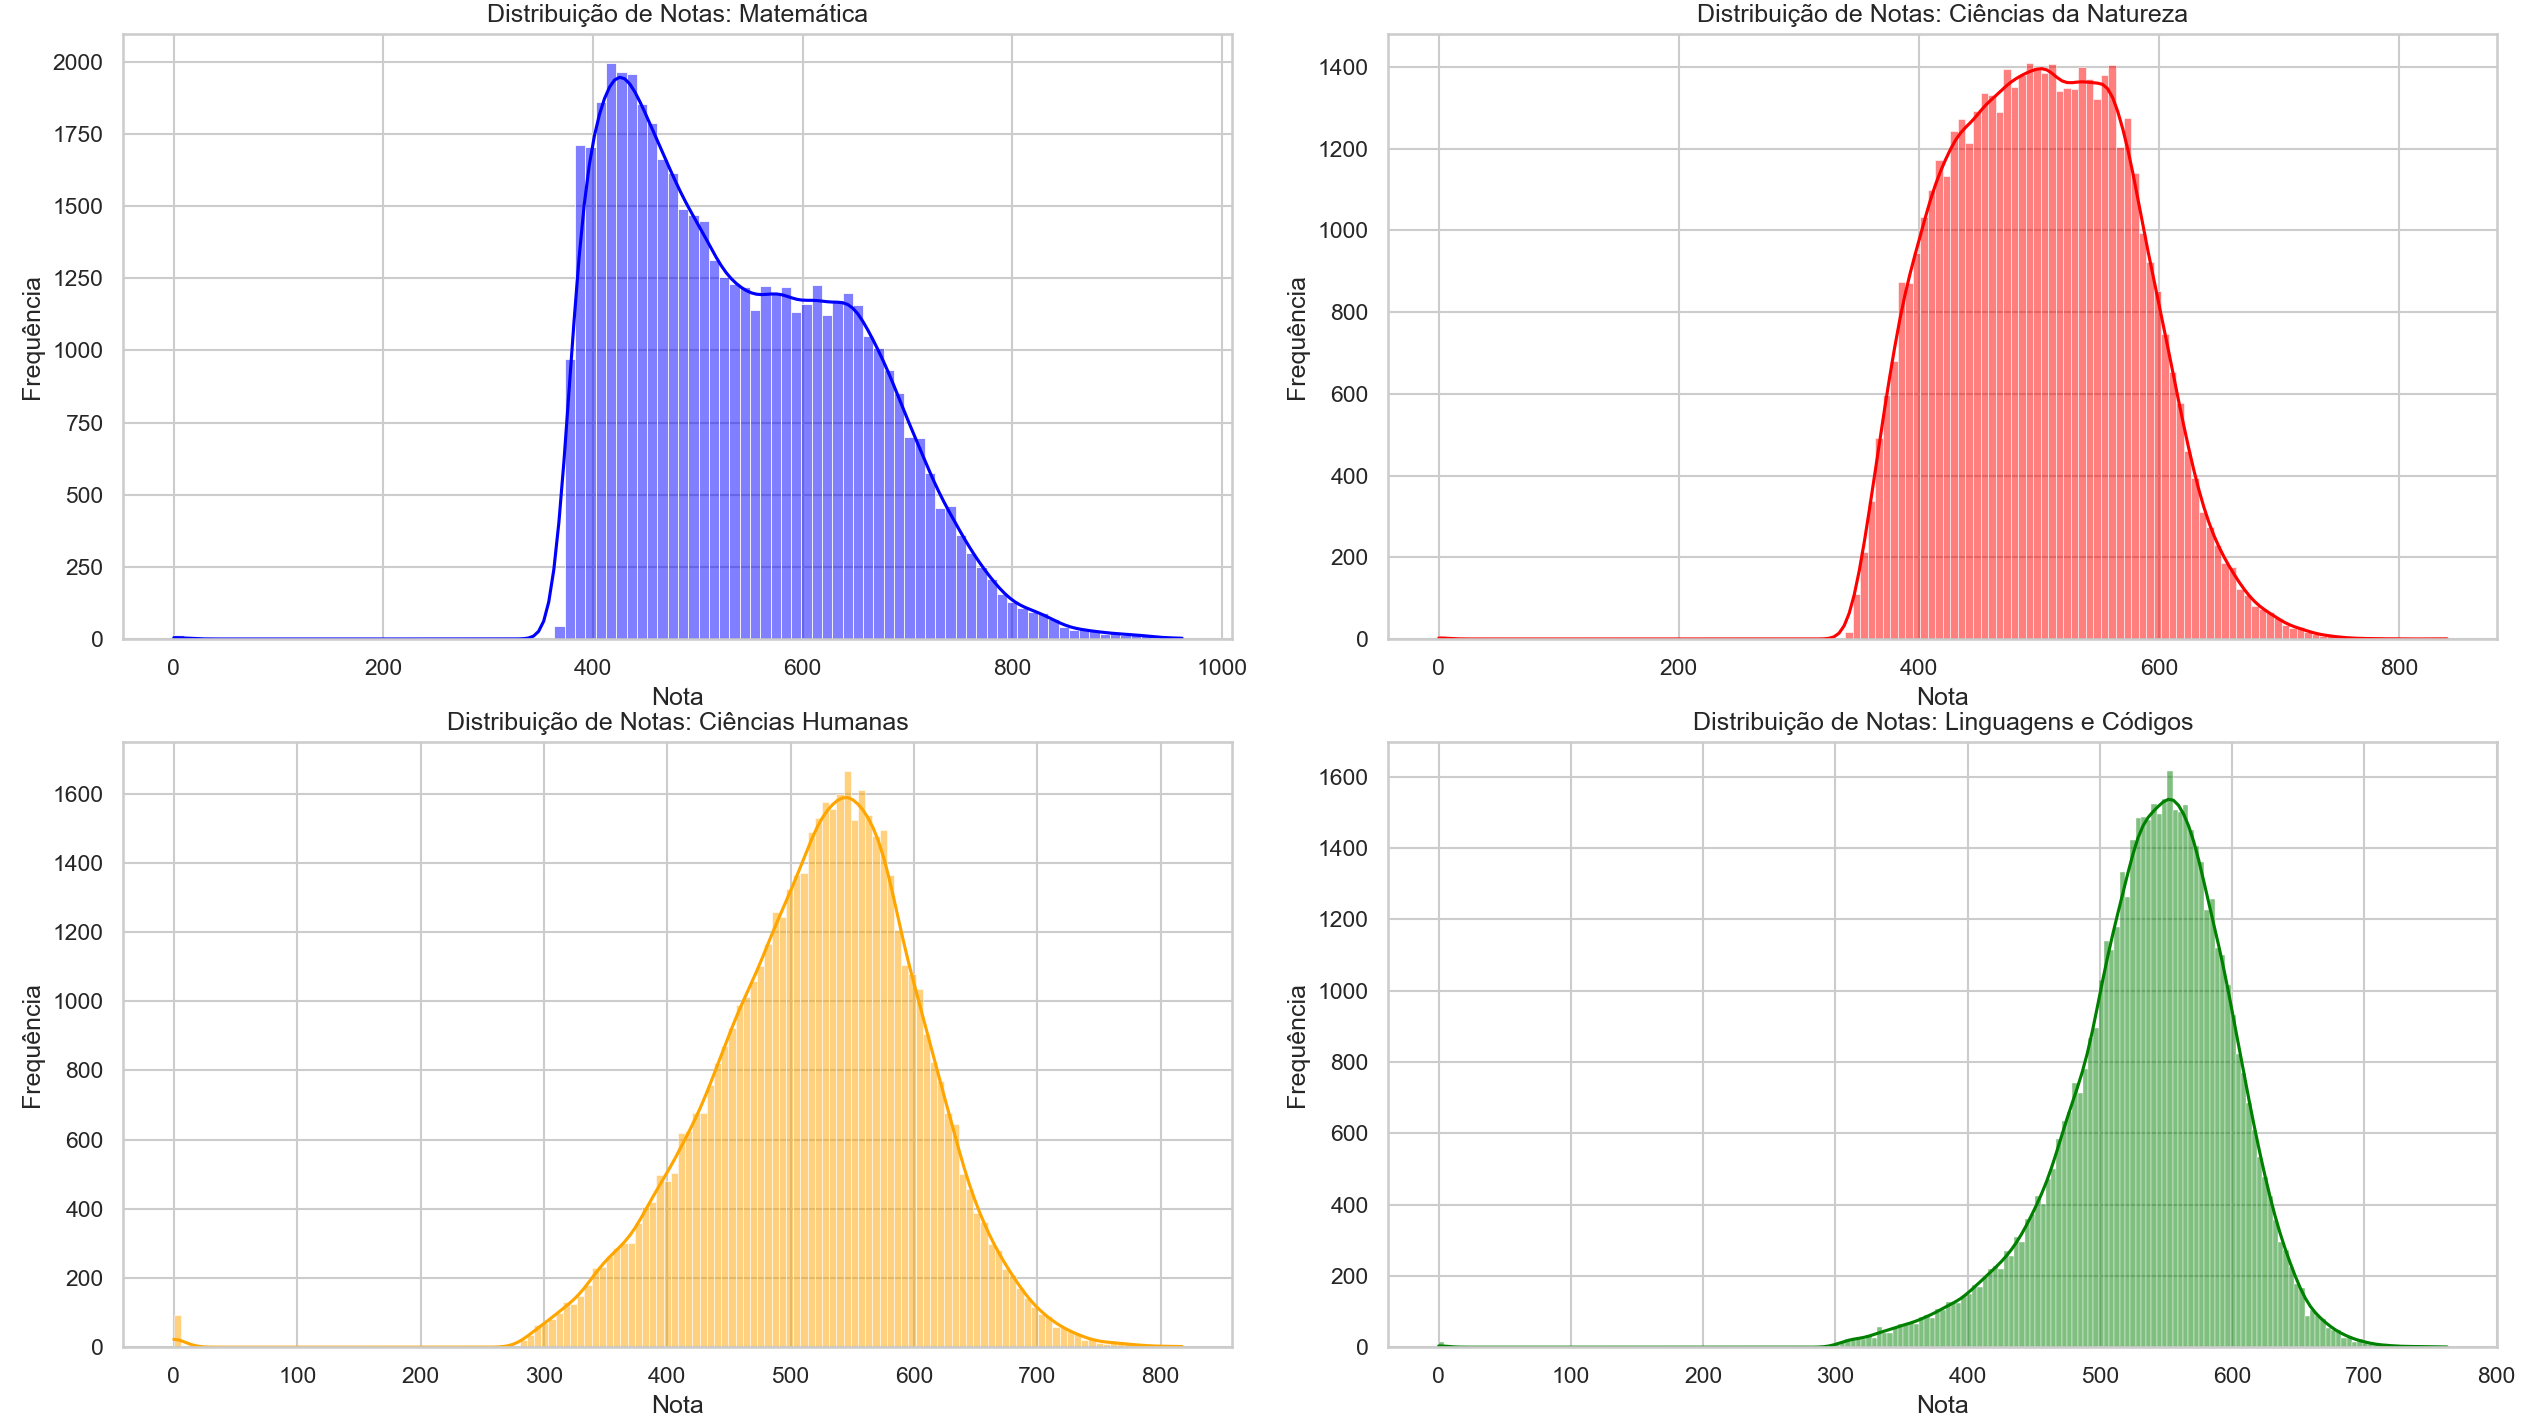 Distribuição de Notas: Matemática
2000
1750
1500
1250
1000
750
500
250
0
Frequência
0 200 400 600 800 1000
Nota
Distribuição de Notas: Ciências da Natureza
1400
1200
1000
800
600
400
200
0
Frequência
0 200 400 600 800
Nota
Distribuição de Notas: Ciências Humanas
1600
1400
1200
1000
800
600
400
200
0
Frequência
0 100 200 300 400 500 600 700 800
Nota
Distribuição de Notas: Linguagens e Códigos
1600
1400
1200
1000
800
600
400
200
0
Frequência
0 100 200 300 400 500 600 700 800
Nota